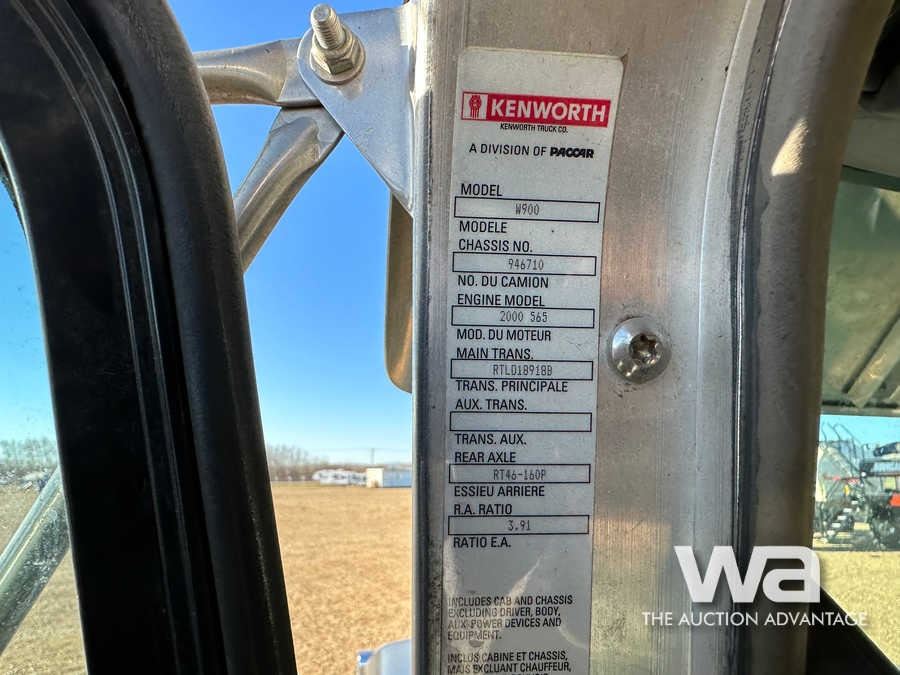 KENWORTH
KENWORTH TRUCK CO.
A DIVISION OF PACCAR
MODEL
W900
MODELE
CHASSIS NO.
946710
NO. DU CAMION
ENGINE MODEL
2000 565
MOD. DU MOTEUR
MAIN TRANS.
RTLO18918B
TRANS. PRINCIPALE
AUX. TRANS.
TRANS. AUX.
REAR AXLE
RT46-160P
ESSIEU ARRIERE
R.A. RATIO
3.91
RATIO E.A.
INCLUDES CAB AND CHASSIS
EXCLUDING DRIVER, BODY,
AUX. POWER DEVICES AND
EQUIPMENT.
INCLUS CABINE ET CHASSIS,
MAIS EXCLUANT CHAUFFEUR,
wa
THE AUCTION ADVANTAGE